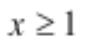 x ≥ 1